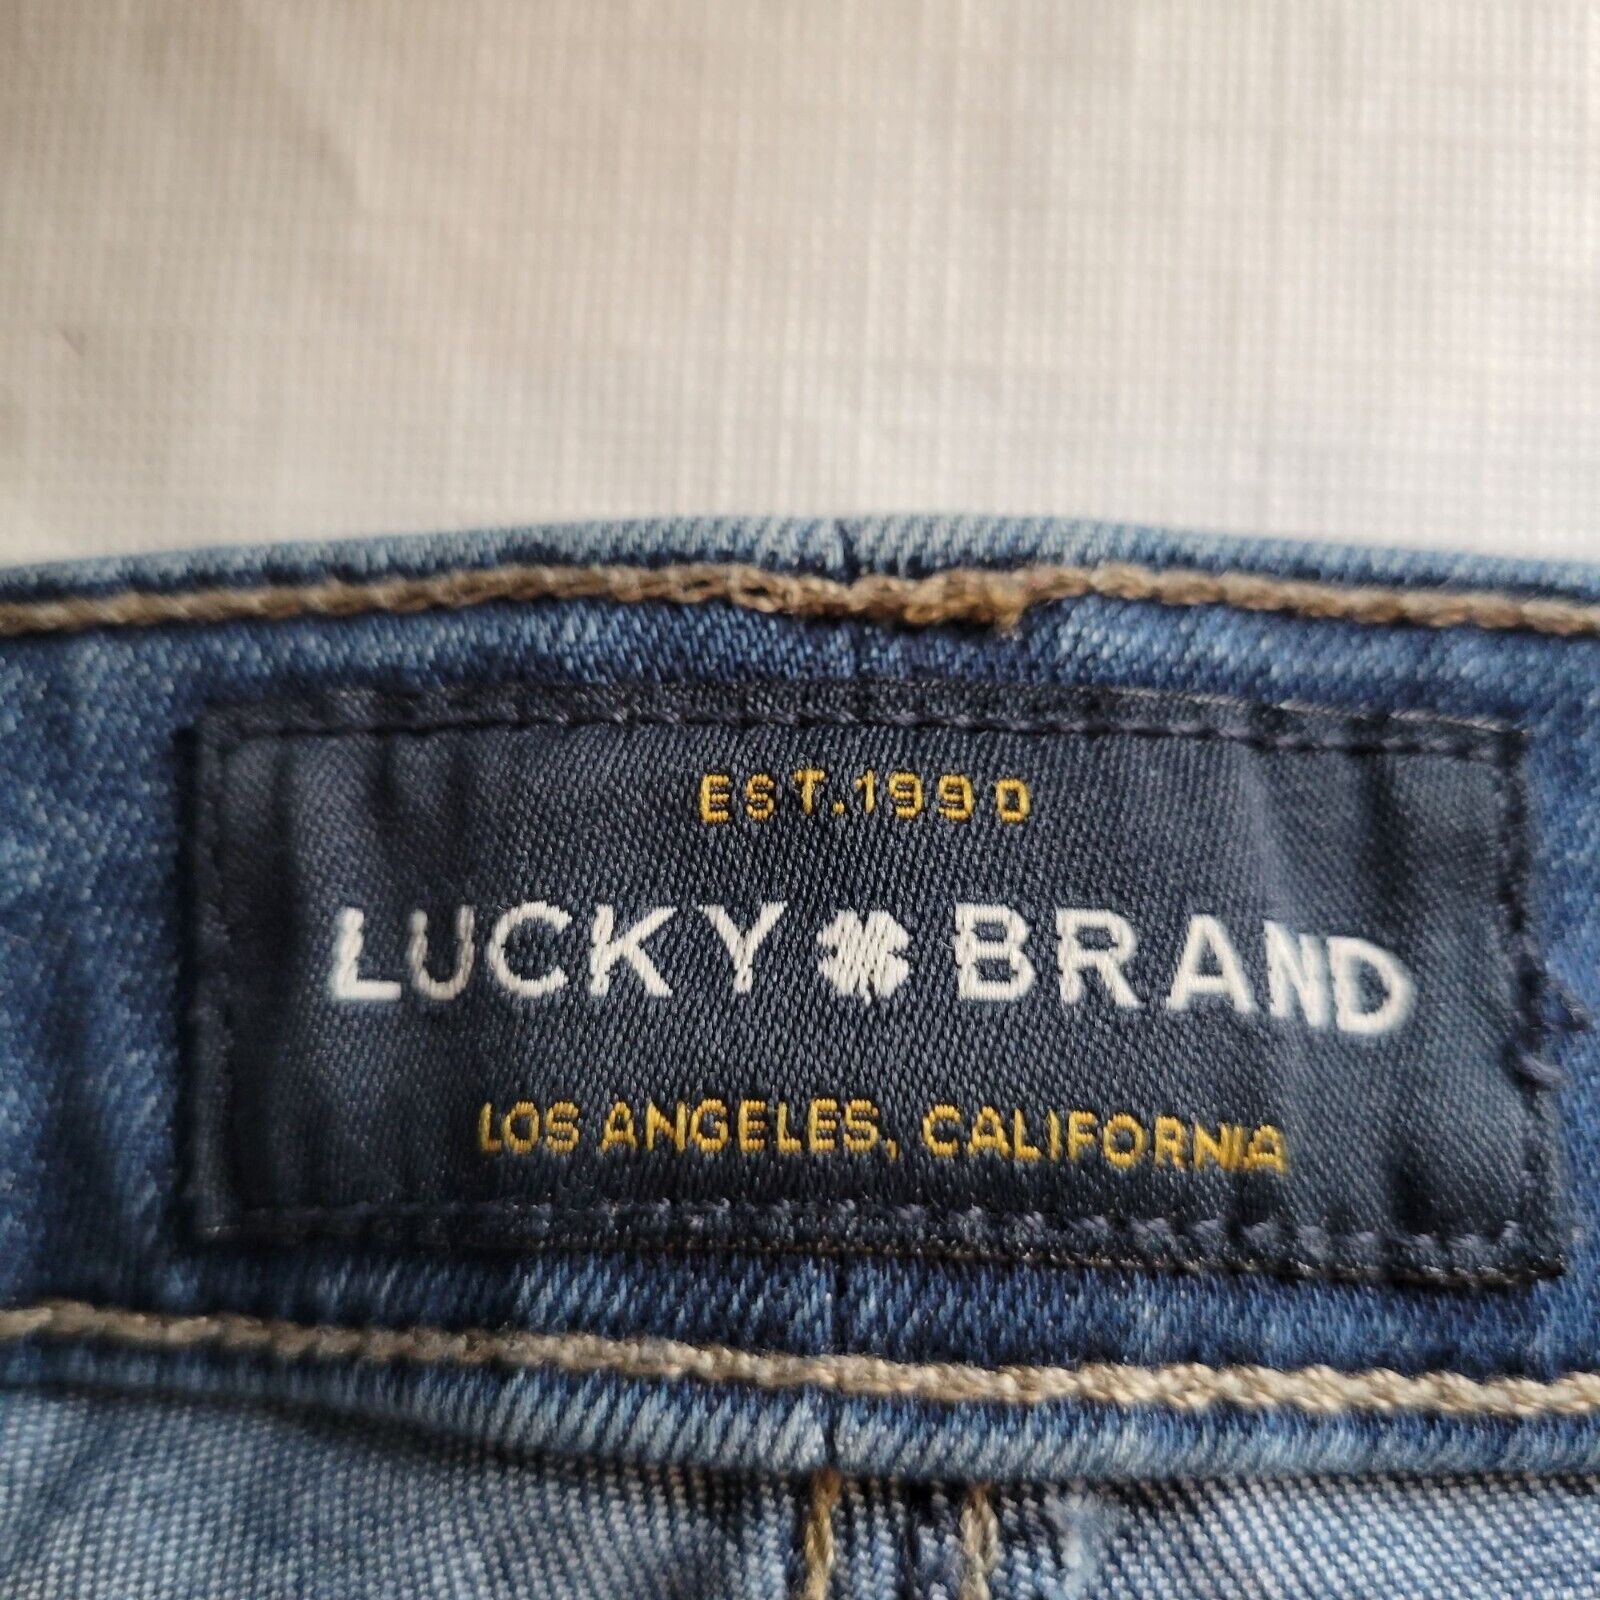 EST.1990
LUCKY BRAND
LOS ANGELES, CALIFORNIA